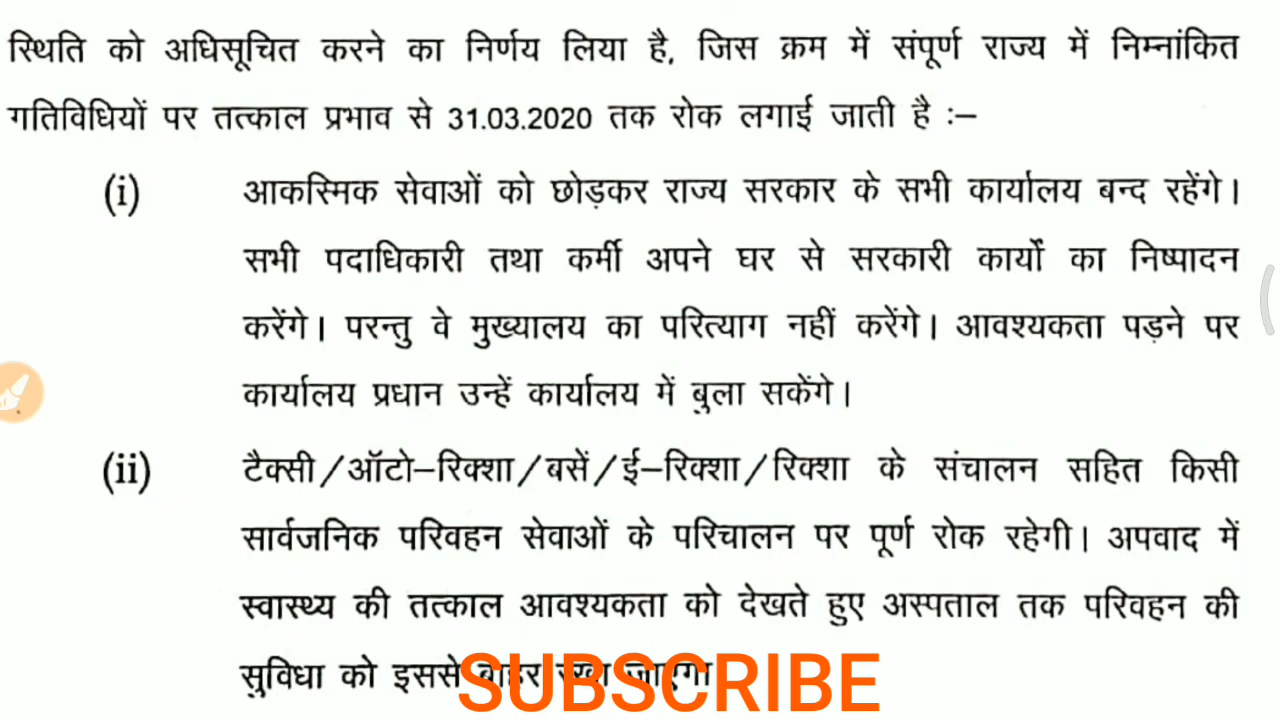 स्थिति को अधिसूचित करने का निर्णय लिया है, जिस क्रम में संपूर्ण राज्य में निम्नांकित
गतिविधियों पर तत्काल प्रभाव से 31.03.2020 तक रोक लगाई जाती है :–
(i) आकस्मिक सेवाओं को छोड़कर राज्य सरकार के सभी कार्यालय बन्द रहेंगे।
सभी पदाधिकारी तथा कर्मी अपने घर से सरकारी कार्यों का निष्पादन
करेंगे। परन्तु वे मुख्यालय का परित्याग नहीं करेंगे। आवश्यकता पड़ने पर
कार्यालय प्रधान उन्हें कार्यालय में बुला सकेंगे।
(ii) टैक्सी/ऑटो–रिक्शा/बसें/ई–रिक्शा/रिक्शा के संचालन सहित किसी
सार्वजनिक परिवहन सेवाओं के परिचालन पर पूर्ण रोक रहेगी। अपवाद में
स्वास्थ्य की तत्काल आवश्यकता को देखते हुए अस्पताल तक परिवहन की
सुविधा को इससे बाहर रखा जाएगा
SUBSCRIBE